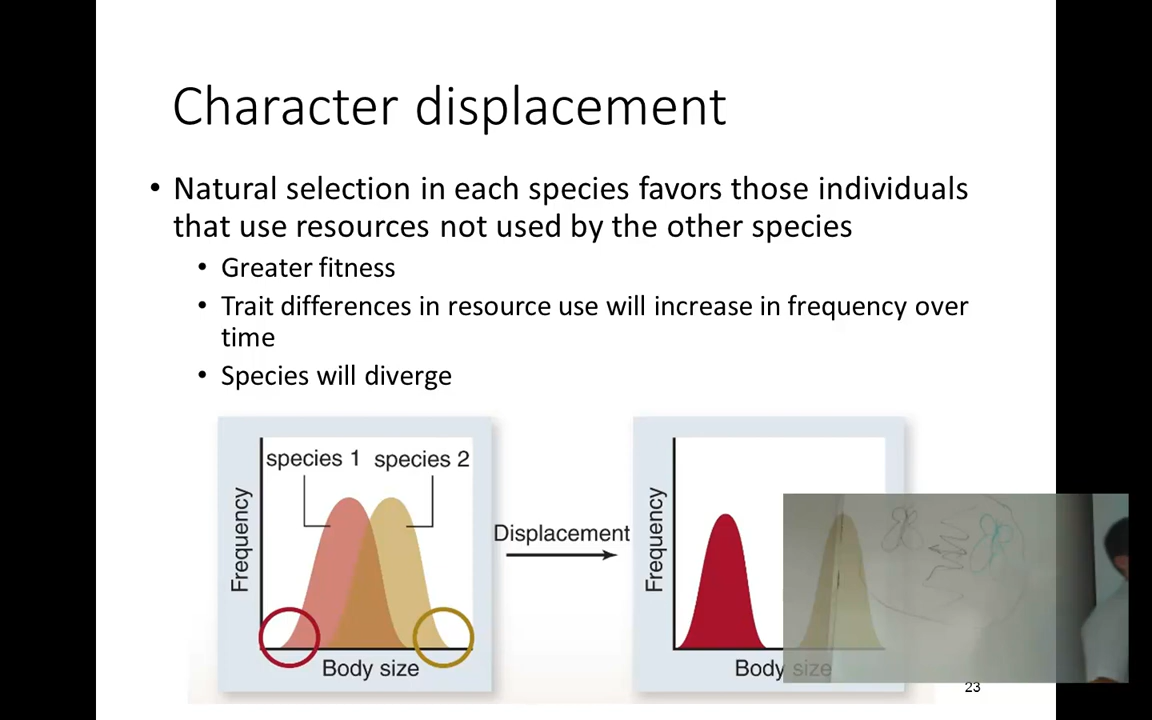 Character displacement
• Natural selection in each species favors those individuals
that use resources not used by the other species
• Greater fitness
• Trait differences in resource use will increase in frequency over
time
• Species will diverge
species 1 species 2
Frequency
Body size
Displacement
Frequency
Body size
23